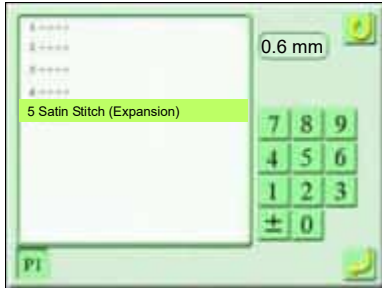 1 ----
2 ----
3 ----
4 ----
5 Satin Stitch (Expansion)
0.6 mm
7 8 9
4 5 6
1 2 3
± 0
P1